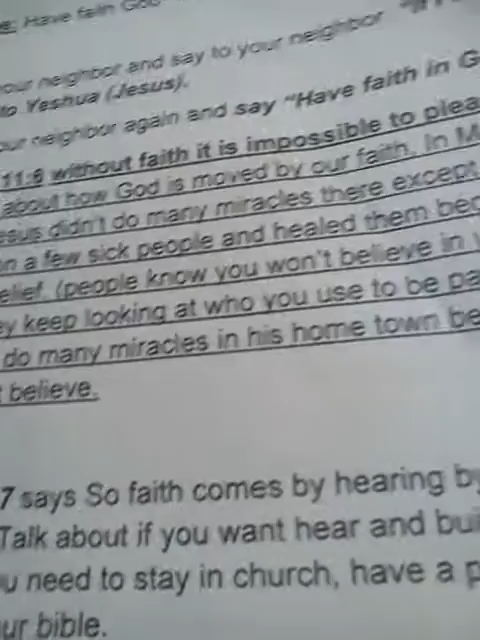 e: Have faith God
our neighbor and say to your neighbor
to Yeshua (Jesus).
ur neighbor again and say "Have faith in G
11:6 without faith it is impossible to plea
about how God is moved by our faith. In M
esus didn't do many miracles there except
on a few sick people and healed them bec
elief. (people know you won't believe in
ey keep looking at who you use to be pa
do many miracles in his home town be
t believe.
7 says So faith comes by hearing by
Talk about if you want hear and bui
u need to stay in church, have a p
ur bible.